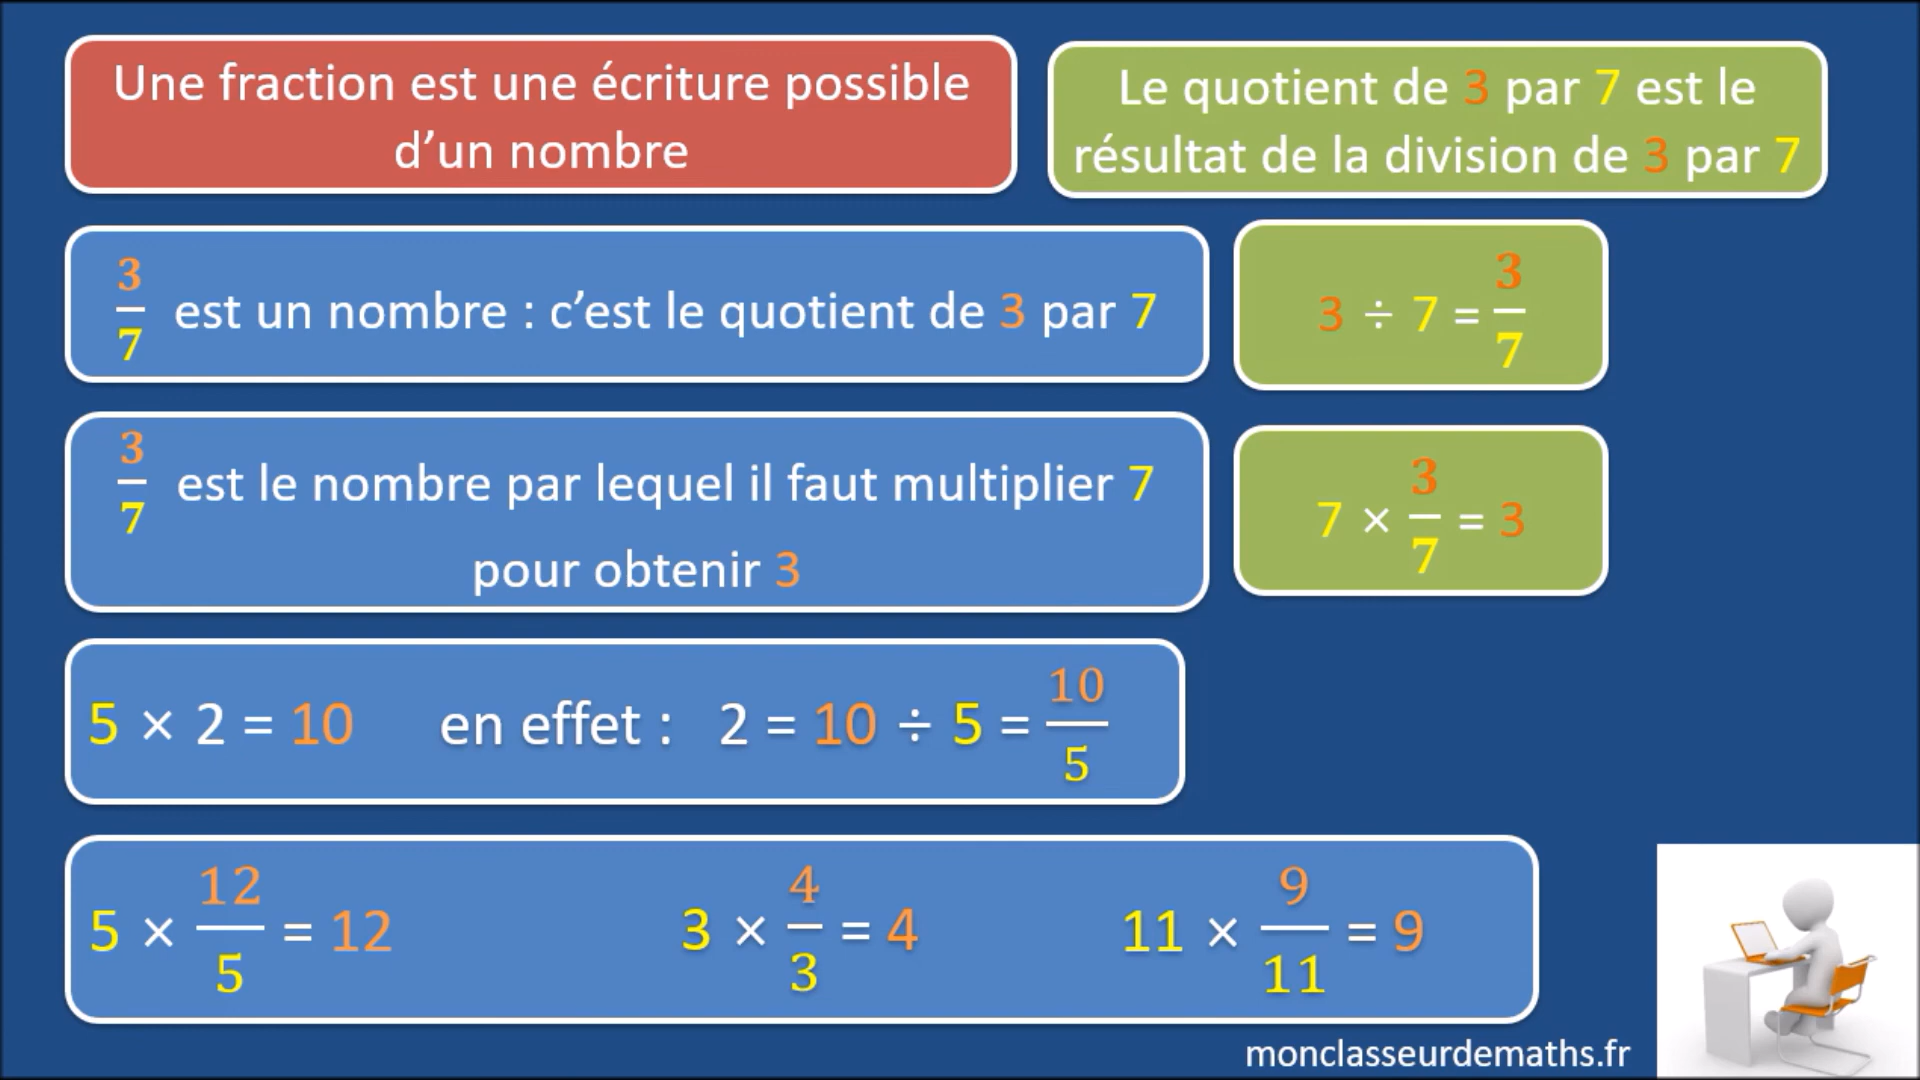 Une fraction est une écriture possible
d’un nombre
Le quotient de 3 par 7 est le
résultat de la division de 3 par 7
3/7 est un nombre : c’est le quotient de 3 par 7
3 ÷ 7 = 3/7
3/7 est le nombre par lequel il faut multiplier 7
pour obtenir 3
7 × 3/7 = 3
5 × 2 = 10 en effet : 2 = 10 ÷ 5 = 10/5
5 × 12/5 = 12 3 × 4/3 = 4 11 × 9/11 = 9
monclasseurdemaths.fr